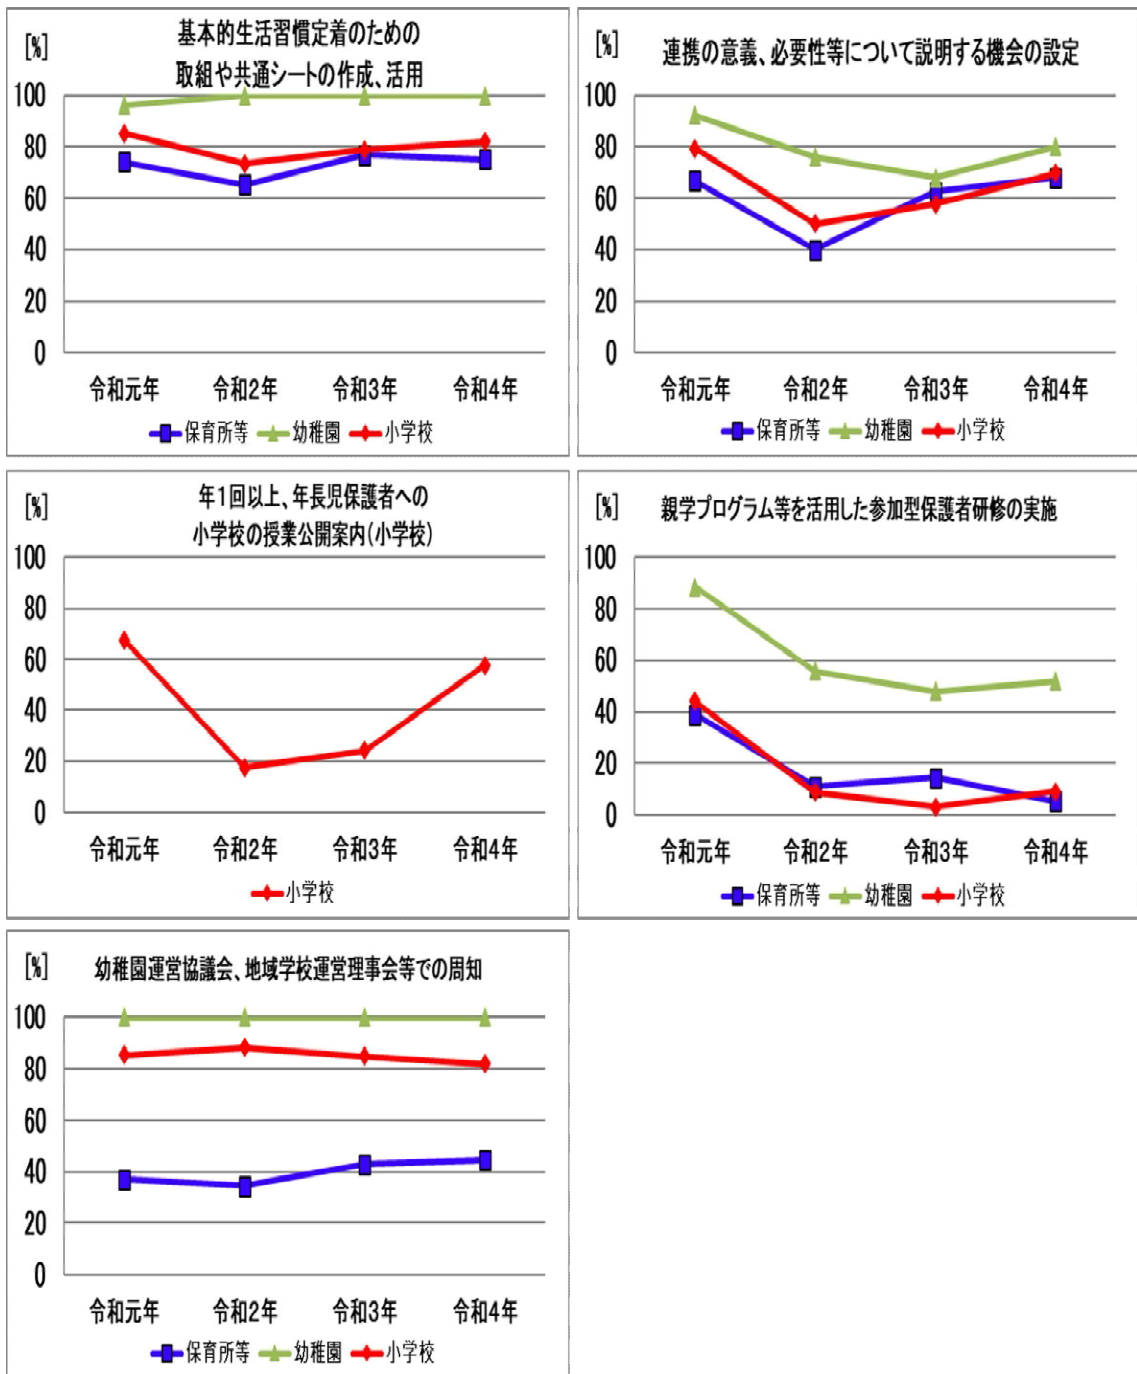 [%]
基本的生活習慣定着のための
取組や共通シートの作成、活用
100
80
60
40
20
0
令和元年 令和2年 令和3年 令和4年
保育所等 幼稚園 小学校
[%]
連携の意義、必要性等について説明する機会の設定
100
80
60
40
20
0
令和元年 令和2年 令和3年 令和4年
保育所等 幼稚園 小学校
[%]
年1回以上、年長児保護者への
小学校の授業公開案内(小学校)
100
80
60
40
20
0
令和元年 令和2年 令和3年 令和4年
小学校
[%]
親学プログラム等を活用した参加型保護者研修の実施
100
80
60
40
20
0
令和元年 令和2年 令和3年 令和4年
保育所等 幼稚園 小学校
[%]
幼稚園運営協議会、地域学校運営理事会等での周知
100
80
60
40
20
0
令和元年 令和2年 令和3年 令和4年
保育所等 幼稚園 小学校